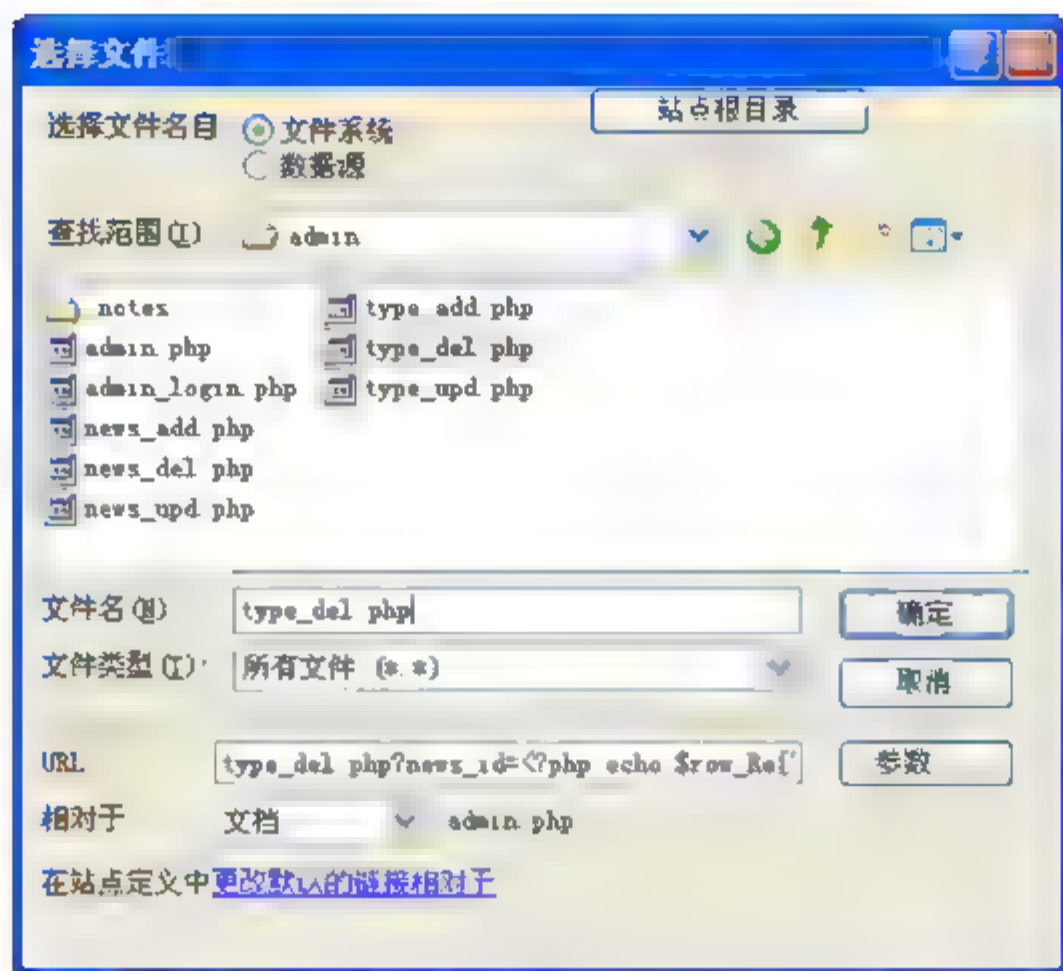 选择文件
站点根目录
选择文件名自 文件系统
数据源
查找范围(I) admin
notes
admin php
admin_login php
news_add php
news_del php
news_upd php
type add php
type_del php
type_upd php
文件名(N) type_del php 确定
文件类型(T): 所有文件 (*.*) 取消
URL type_del php?news_id=<?php echo $row_Re[' 参数
相对于 文档 admin php
在站点定义中更改默认的链接相对于